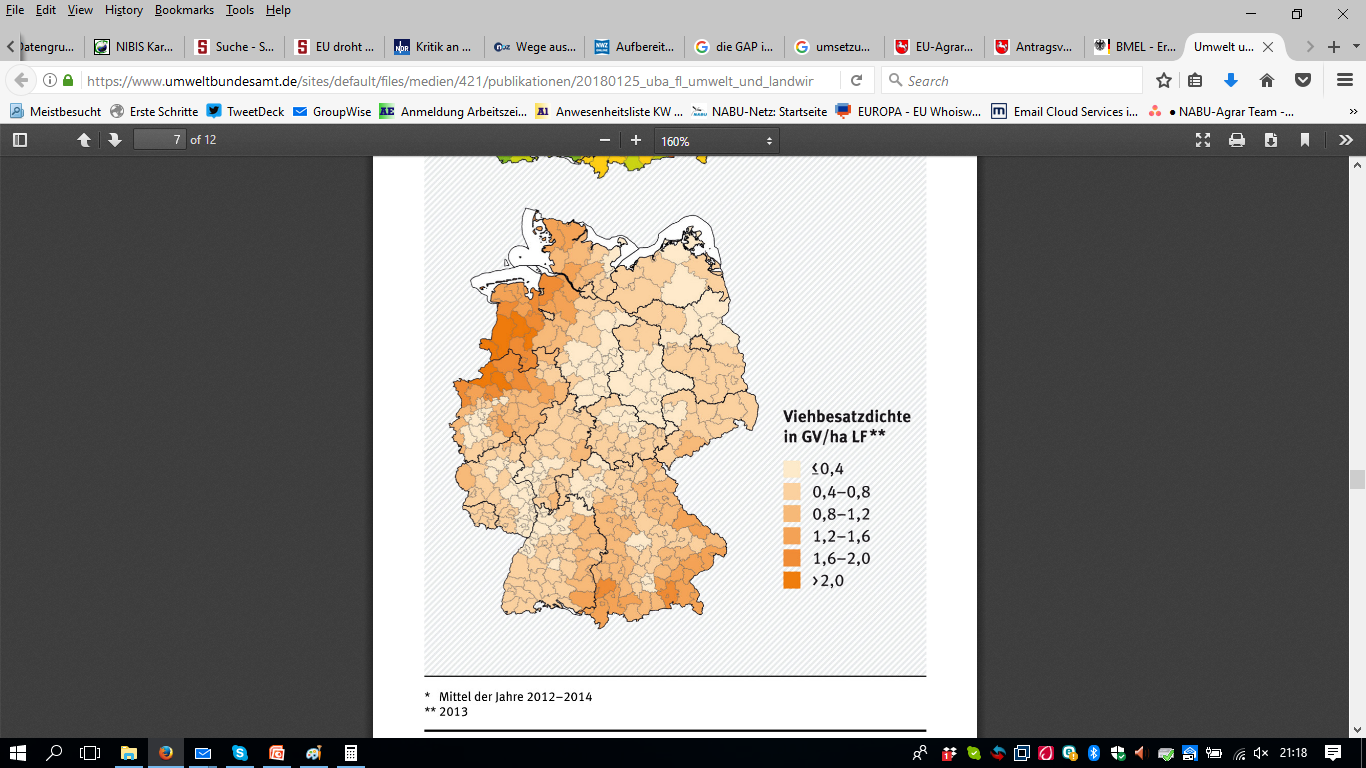 File Edit View History Bookmarks Tools Help
Datengru... NIBIS Kar... Suche - S... EU droht ... Kritik an ... Wege aus... Aufbereit... die GAP i... umsetzu... EU-Agrar... Antragsv... BMEL - Er... Umwelt u...
https://www.umweltbundesamt.de/sites/default/files/medien/421/publikationen/20180125_uba_fl_umwelt_und_landwir Search
Meistbesucht Erste Schritte TweetDeck GroupWise Anmeldung Arbeitszei... Anwesenheitsliste KW ... NABU-Netz: Startseite EUROPA - EU Whoisw... Email Cloud Services i... • NABU-Agrar Team -...
7 of 12 160%
Viehbesatzdichte
in GV/ha LF**
≤0,4
0,4–0,8
0,8–1,2
1,2–1,6
1,6–2,0
>2,0
* Mittel der Jahre 2012–2014
** 2013
21:18